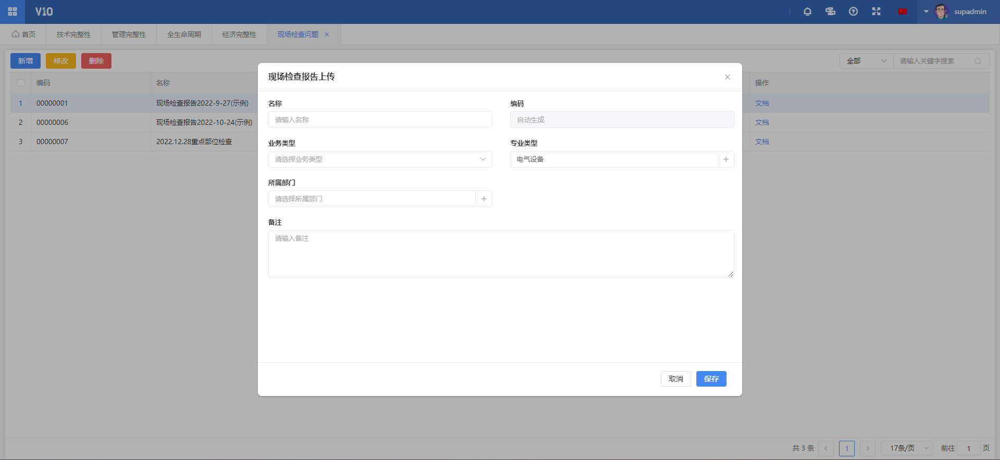 V10
supadmin
首页
技术完整性
管理完整性
全生命周期
经济完整性
现场检查问题
新增
修改
删除
全部
请输入关键字搜索
编码
名称
操作
1
00000001
现场检查报告2022-9-27(示例)
文档
2
00000006
现场检查报告2022-10-24(示例)
文档
3
00000007
2022.12.28重点部位检查
文档
现场检查报告上传
名称
编码
请输入名称
自动生成
业务类型
专业类型
请选择业务类型
电气设备
所属部门
请选择所属部门
备注
请输入备注
取消
保存
共 3 条
1
17条/页
前往
1
页